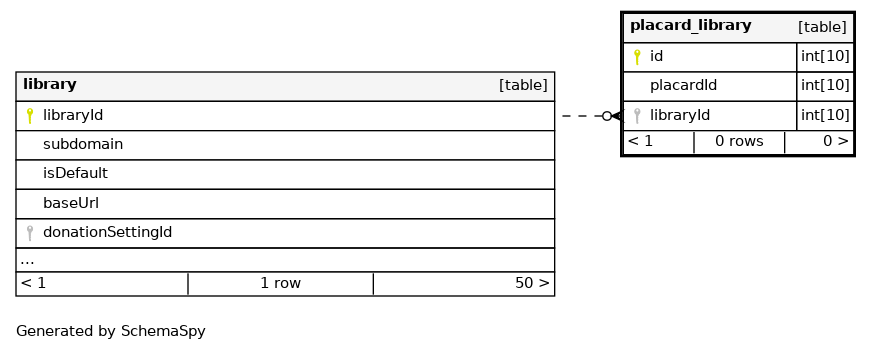 placard_library [table]
id int[10]
placardId int[10]
libraryId int[10]
< 1 0 rows 0 >
library [table]
libraryId
subdomain
isDefault
baseUrl
donationSettingId
...
< 1 1 row 50 >
Generated by SchemaSpy